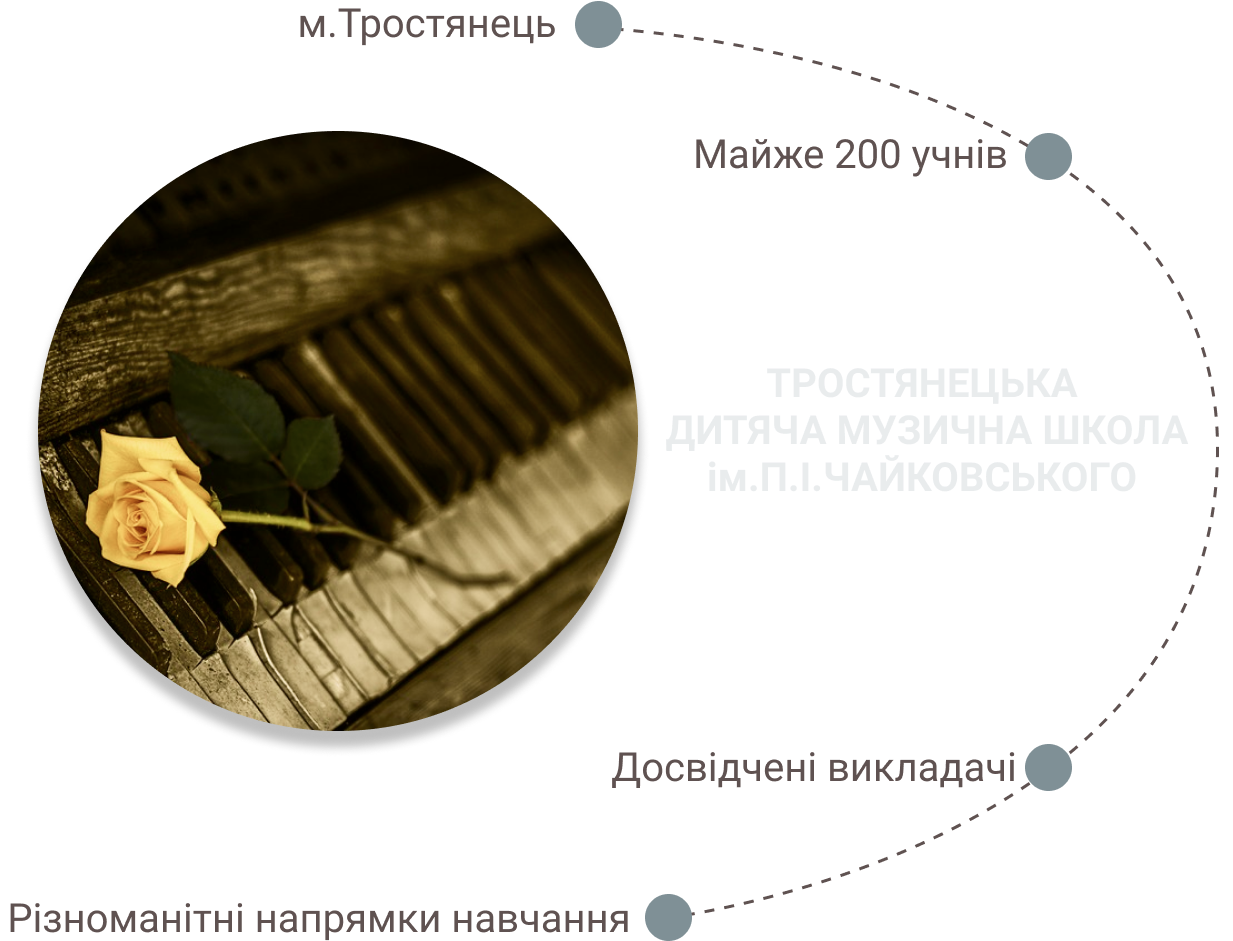 м.Тростянець
Майже 200 учнів
ТРОСТЯНЕЦЬКА
ДИТЯЧА МУЗИЧНА ШКОЛА
ім.П.І.ЧАЙКОВСЬКОГО
Досвідчені викладачі
Різноманітні напрямки навчання